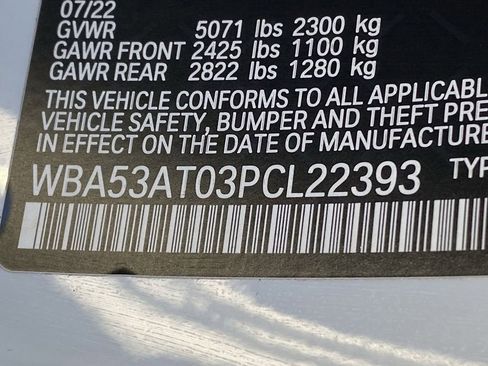 07/22
GVWR 5071 lbs 2300 kg
GAWR FRONT 2425 lbs 1100 kg
GAWR REAR 2822 lbs 1280 kg
THIS VEHICLE CONFORMS TO ALL APPLICABL
VEHICLE SAFETY, BUMPER AND THEFT PRE
IN EFFECT ON THE DATE OF MANUFACTUR
WBA53AT03PCL22393 TYP